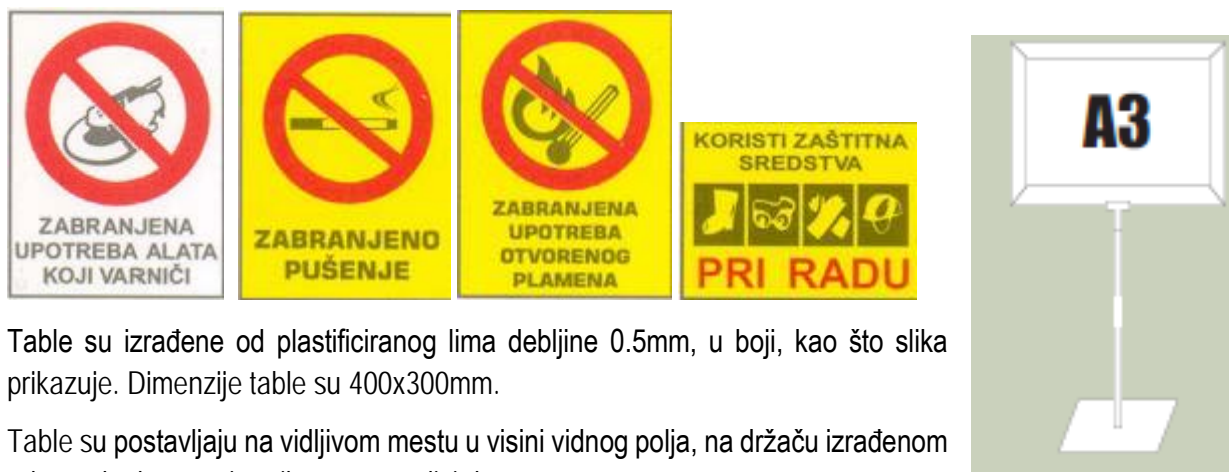 ZABRANJENA
UPOTREBA ALATA
KOJI VARNIČI
ZABRANJENO
PUŠENJE
ZABRANJENA
UPOTREBA
OTVORENOG
PLAMENA
KORISTI ZAŠTITNA
SREDSTVA
PRI RADU
A3
Table su izrađene od plastificiranog lima debljine 0.5mm, u boji, kao što slika
prikazuje. Dimenzije table su 400x300mm.
Table su postavljaju na vidljivom mestu u visini vidnog polja, na držaču izrađenom